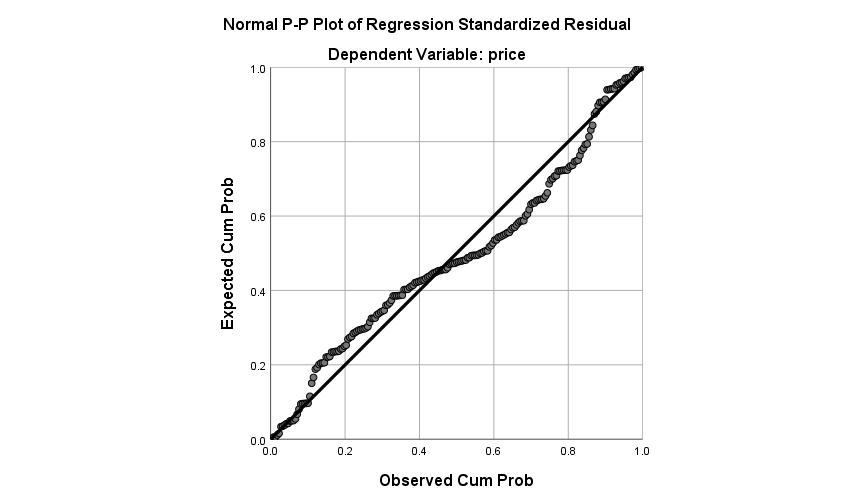 Normal P-P Plot of Regression Standardized Residual
Dependent Variable: price
1.0
0.8
0.6
0.4
0.2
0.0
Expected Cum Prob
0.0 0.2 0.4 0.6 0.8 1.0
Observed Cum Prob